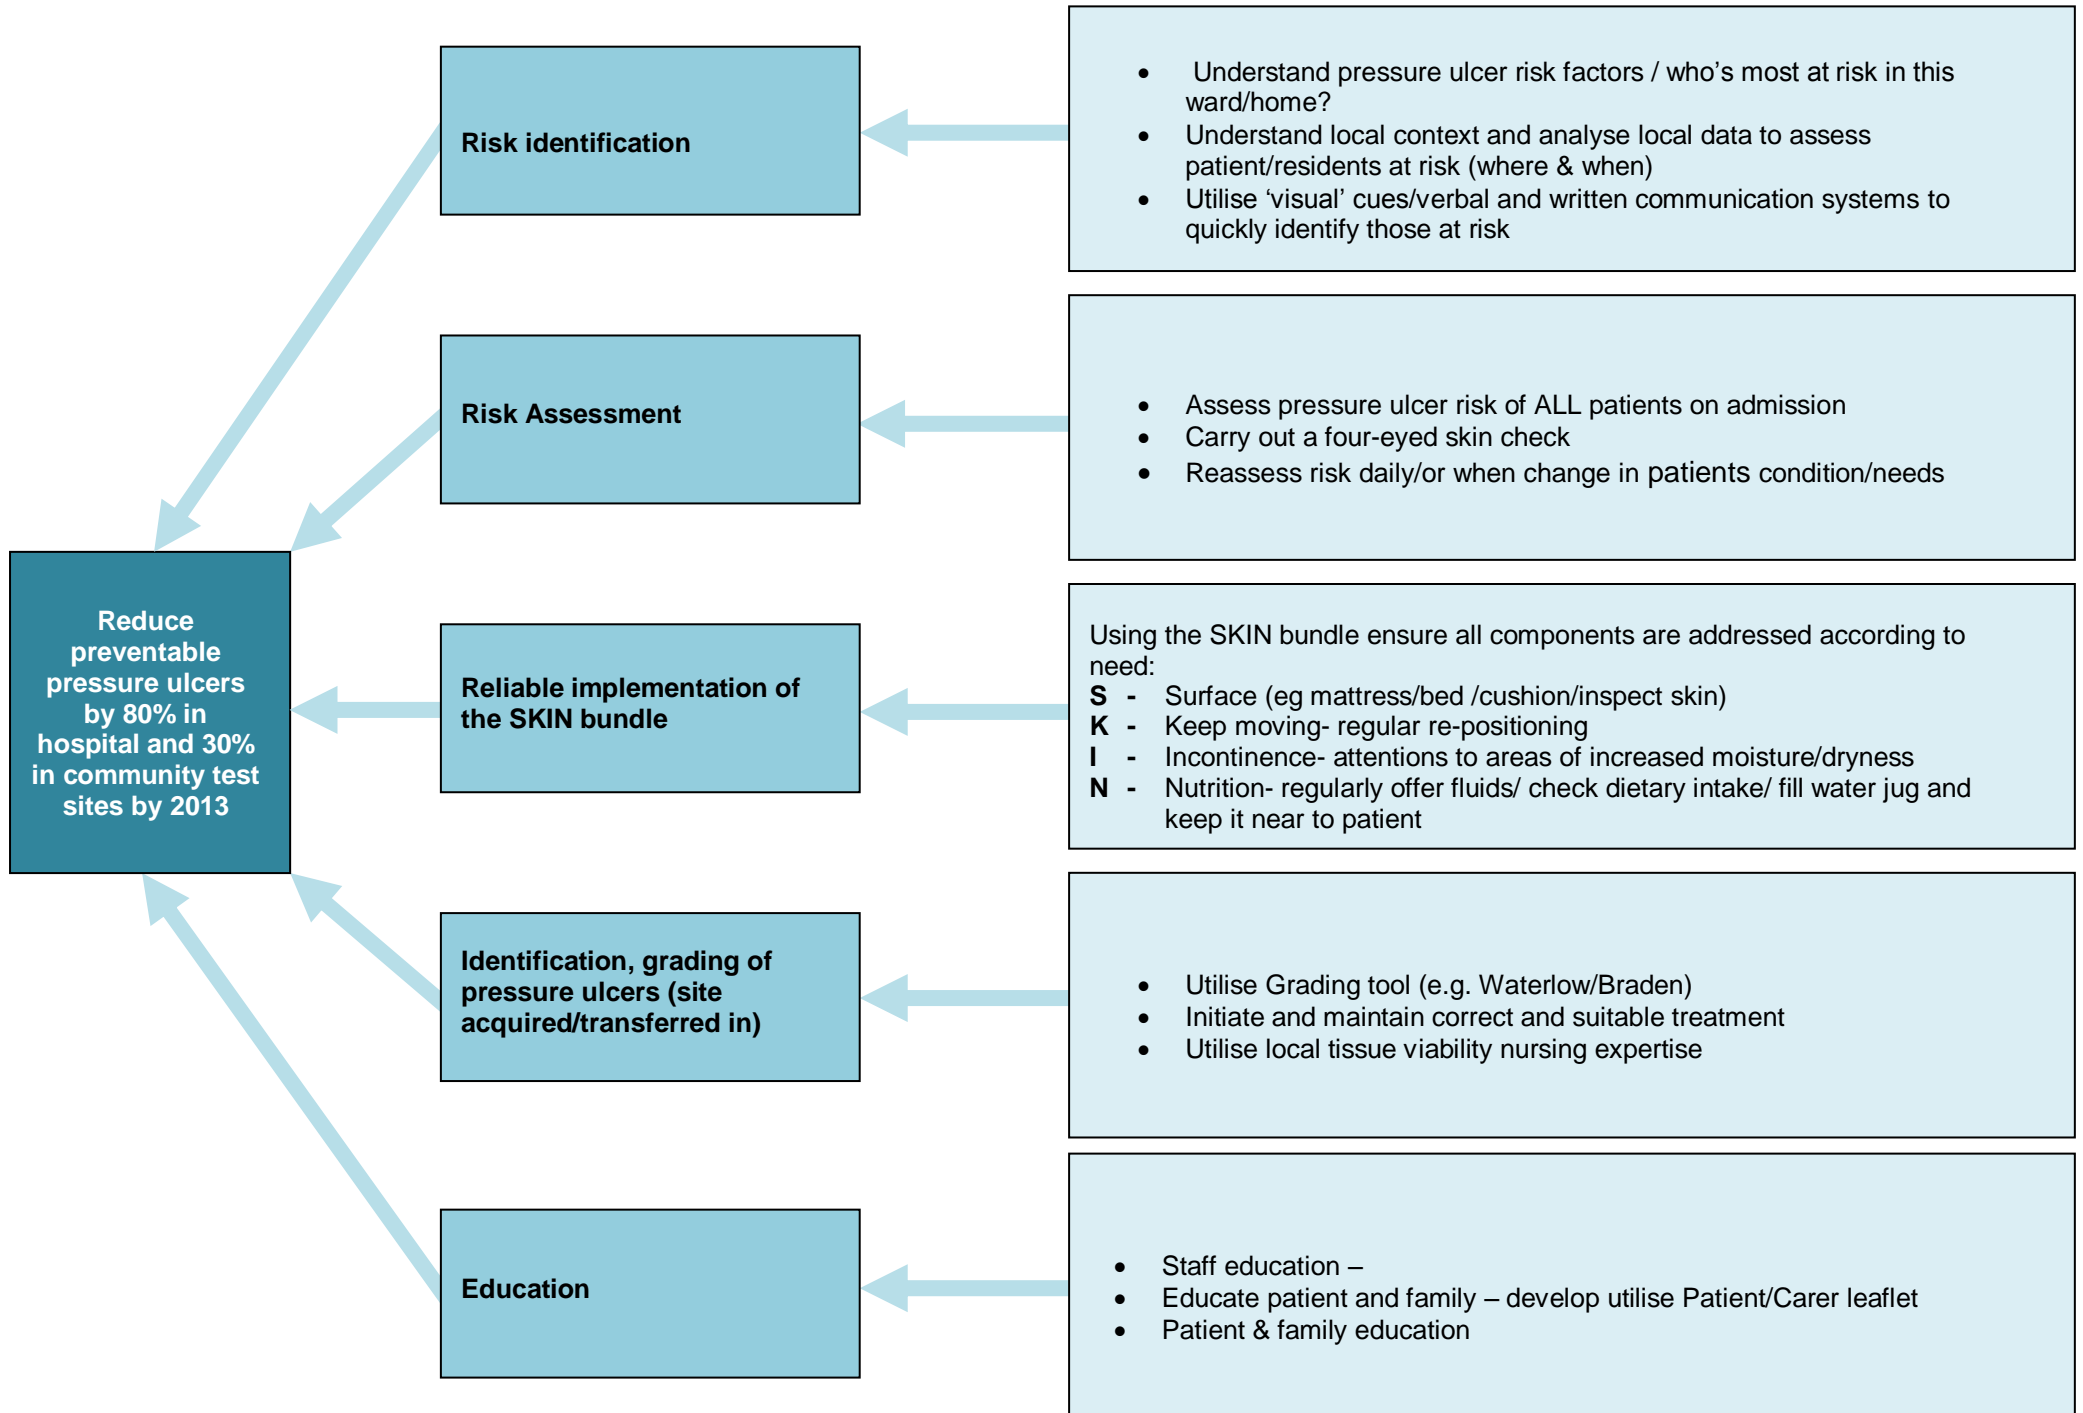 Risk identification
• Understand pressure ulcer risk factors / who’s most at risk in this
ward/home?
• Understand local context and analyse local data to assess
patient/residents at risk (where & when)
• Utilise ‘visual’ cues/verbal and written communication systems to
quickly identify those at risk
Risk Assessment
• Assess pressure ulcer risk of ALL patients on admission
• Carry out a four-eyed skin check
• Reassess risk daily/or when change in patients condition/needs
Reduce
preventable
pressure ulcers
by 80% in
hospital and 30%
in community test
sites by 2013
Reliable implementation of
the SKIN bundle
Using the SKIN bundle ensure all components are addressed according to
need:
S - Surface (eg mattress/bed /cushion/inspect skin)
K - Keep moving- regular re-positioning
I - Incontinence- attentions to areas of increased moisture/dryness
N - Nutrition- regularly offer fluids/ check dietary intake/ fill water jug and
keep it near to patient
Identification, grading of
pressure ulcers (site
acquired/transferred in)
• Utilise Grading tool (e.g. Waterlow/Braden)
• Initiate and maintain correct and suitable treatment
• Utilise local tissue viability nursing expertise
Education
• Staff education –
• Educate patient and family – develop utilise Patient/Carer leaflet
• Patient & family education